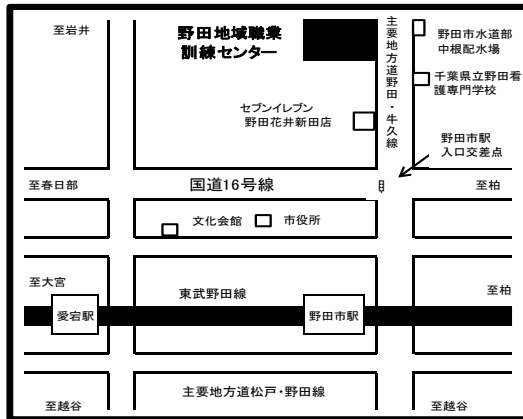 至岩井
野田地域職業
訓練センター
主要地方道野田・牛久線
野田市水道部
中根配水場
千葉県立野田看
護専門学校
セブンイレブン
野田花井新田店
野田市駅
入口交差点
至春日部
国道16号線
至柏
文化会館
市役所
至大宮
東武野田線
至柏
愛宕駅
野田市駅
主要地方道松戸・野田線
至越谷
至越谷